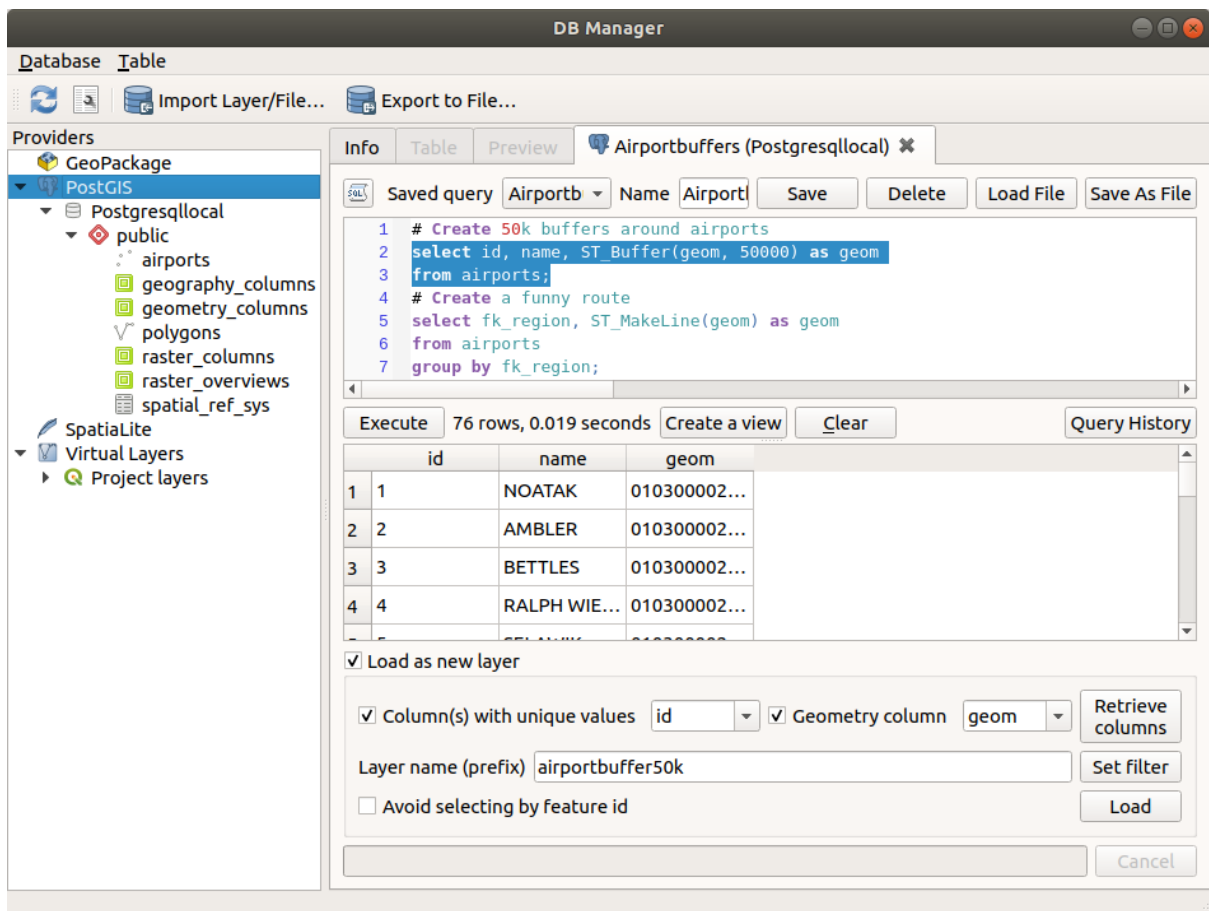 DB Manager
Database Table
Import Layer/File... Export to File...
Providers
GeoPackage
PostGIS
Postgresqllocal
public
airports
geography_columns
geometry_columns
polygons
raster_columns
raster_overviews
spatial_ref_sys
SpatiaLite
Virtual Layers
Project layers
Info Table Preview Airportbuffers (Postgresqllocal)
SQL Saved query Airportb Name Airport Save Delete Load File Save As File
1 # Create 50k buffers around airports
2 select id, name, ST_Buffer(geom, 50000) as geom
3 from airports;
4 # Create a funny route
5 select fk_region, ST_MakeLine(geom) as geom
6 from airports
7 group by fk_region;
Execute 76 rows, 0.019 seconds Create a view Clear Query History
id name geom
1 1 NOATAK 010300002...
2 2 AMBLER 010300002...
3 3 BETTLES 010300002...
4 4 RALPH WIE... 010300002...
Load as new layer
Column(s) with unique values id Geometry column geom Retrieve columns
Layer name (prefix) airportbuffer50k Set filter
Avoid selecting by feature id Load
Cancel